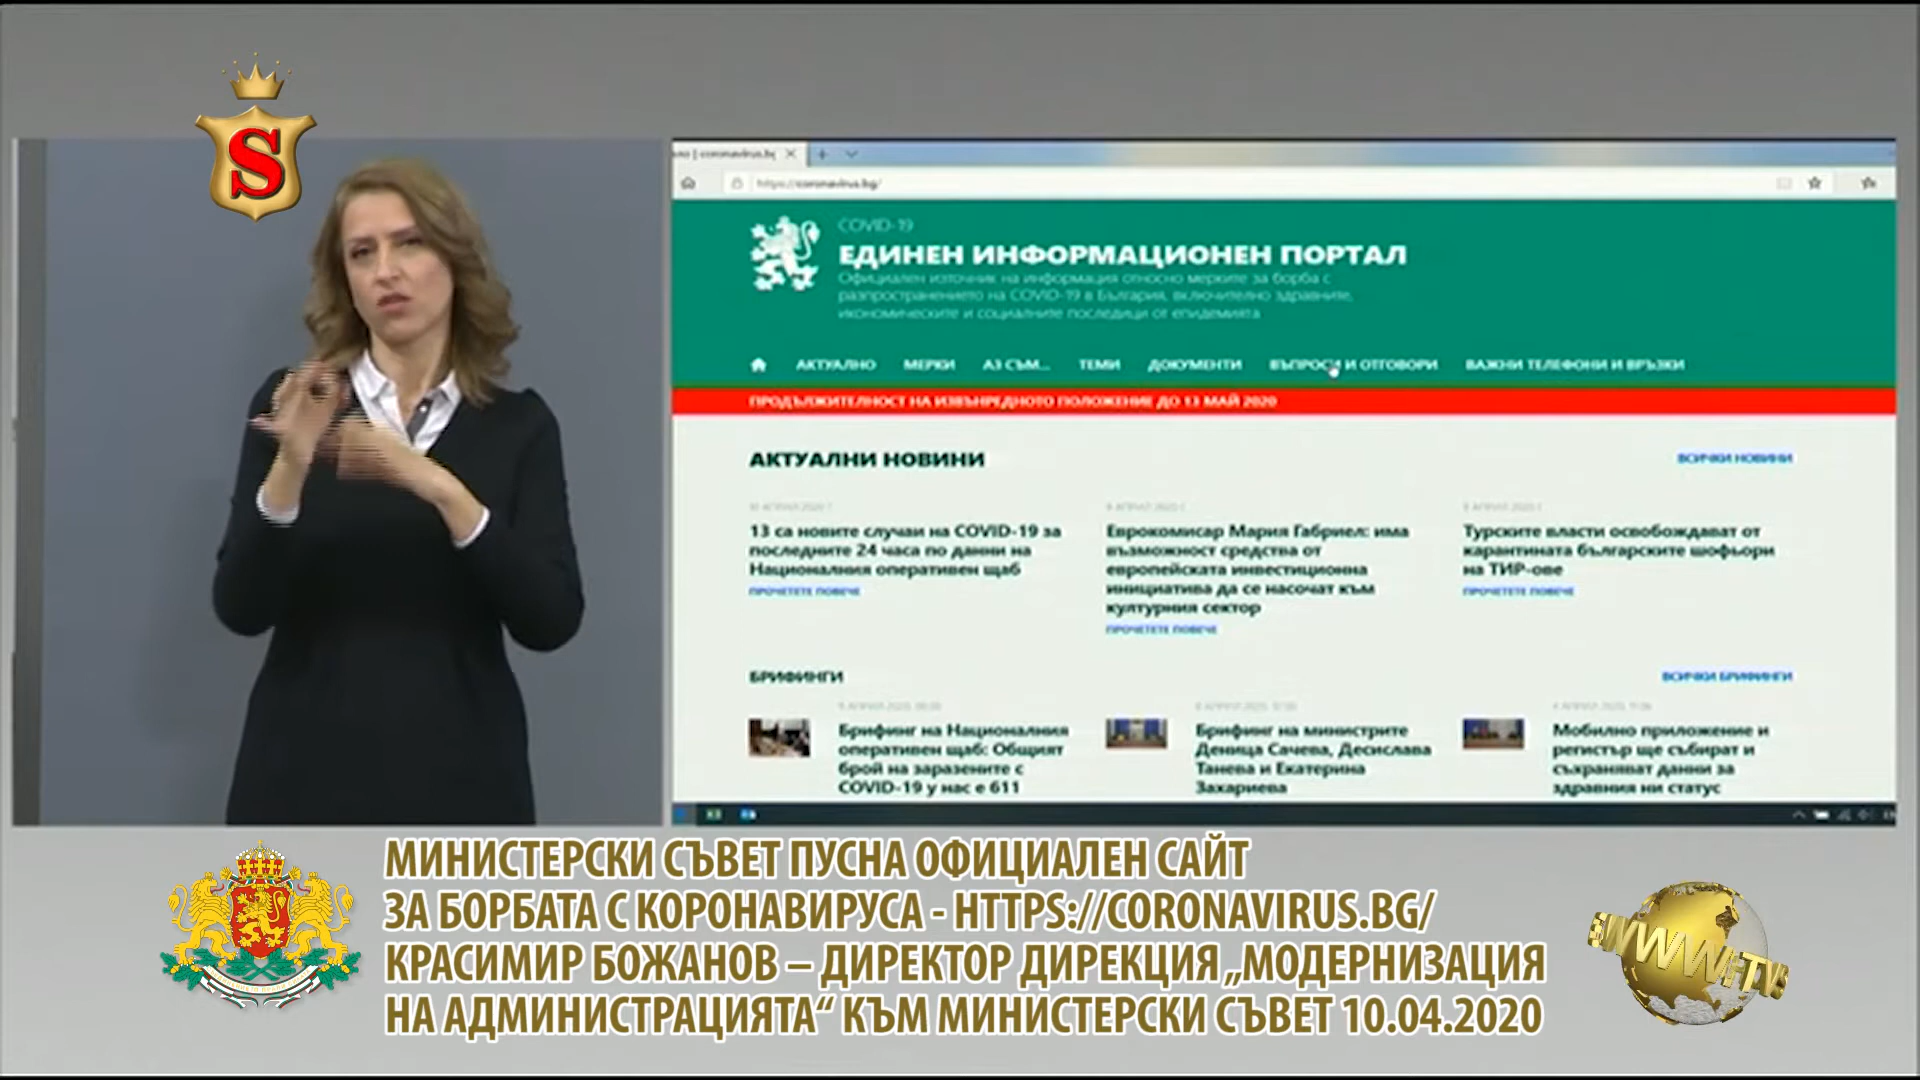 S
coronavirus.bg
https://coronavirus.bg/
COVID-19
ЕДИНЕН ИНФОРМАЦИОНЕН ПОРТАЛ
Официален източник на информация относно мерките за борба с
разпространението на COVID-19 в България, включително здравните,
икономическите и социалните последици от епидемията
АКТУАЛНО МЕРКИ АЗ СЪМ... ТЕМИ ДОКУМЕНТИ ВЪПРОСИ И ОТГОВОРИ ВАЖНИ ТЕЛЕФОНИ И ВРЪЗКИ
ПРОДЪЛЖИТЕЛНОСТ НА ИЗВЪНРЕДНОТО ПОЛОЖЕНИЕ ДО 13 МАЙ 2020
АКТУАЛНИ НОВИНИ
ВСИЧКИ НОВИНИ
13 са новите случаи на COVID-19 за
последните 24 часа по данни на
Националния оперативен щаб
ПРОЧЕТЕТЕ ПОВЕЧЕ
Еврокомисар Мария Габриел: има
възможност средства от
европейската инвестиционна
инициатива да се насочат към
културния сектор
ПРОЧЕТЕТЕ ПОВЕЧЕ
Турските власти освобождават от
карантината българските шофьори
на ТИР-ове
ПРОЧЕТЕТЕ ПОВЕЧЕ
БРИФИНГИ
ВСИЧКИ БРИФИНГИ
Брифинг на Националния
оперативен щаб: Общият
брой на заразените с
COVID-19 у нас е 611
Брифинг на министрите
Деница Сачева, Десислава
Танева и Екатерина
Захариева
Мобилно приложение и
регистър ще събират и
съхраняват данни за
здравния ни статус
МИНИСТЕРСКИ СЪВЕТ ПУСНА ОФИЦИАЛЕН САЙТ
ЗА БОРБАТА С КОРОНАВИРУСА - HTTPS://CORONAVIRUS.BG/
КРАСИМИР БОЖАНОВ – ДИРЕКТОР ДИРЕКЦИЯ „МОДЕРНИЗАЦИЯ
НА АДМИНИСТРАЦИЯТА“ КЪМ МИНИСТЕРСКИ СЪВЕТ 10.04.2020